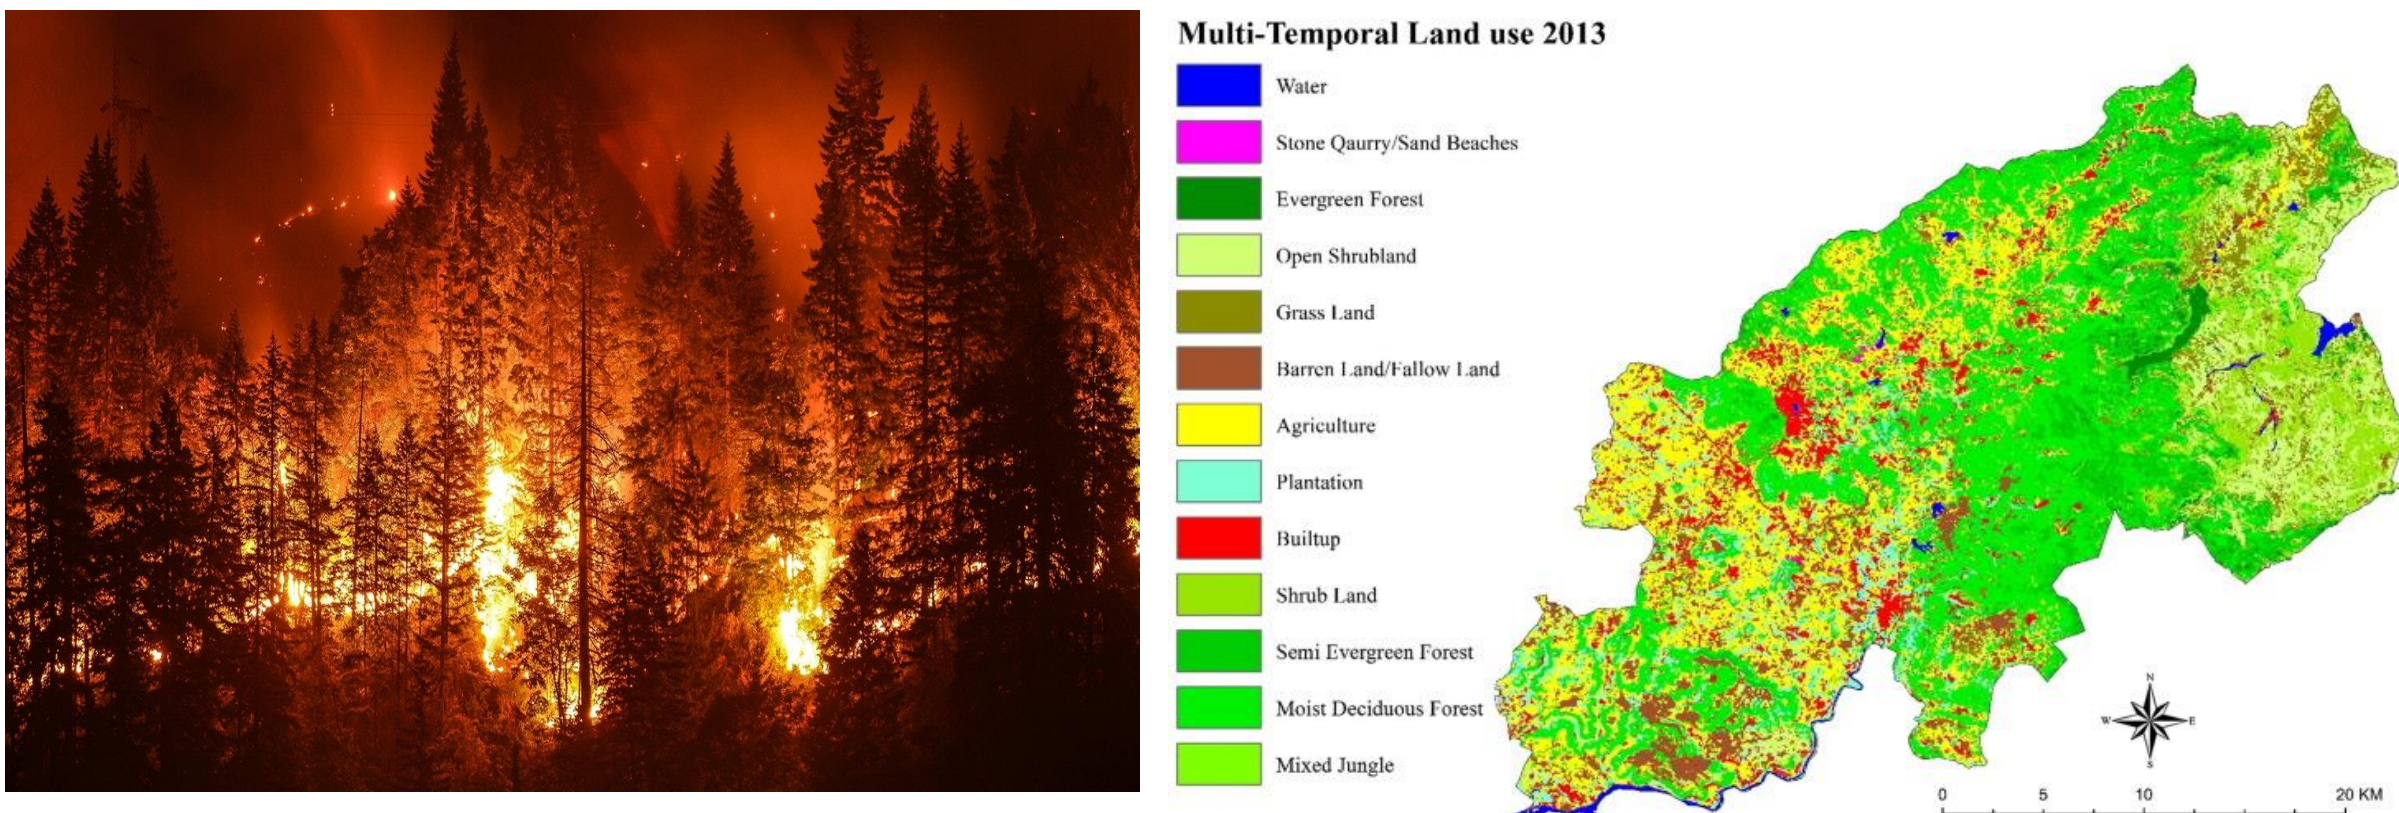 Multi-Temporal Land use 2013
Water
Stone Qaurry/Sand Beaches
Evergreen Forest
Open Shrubland
Grass Land
Barren Land/Fallow Land
Agriculture
Plantation
Builtup
Shrub Land
Semi Evergreen Forest
Moist Deciduous Forest
Mixed Jungle
N
W E
S
0 5 10 20 KM